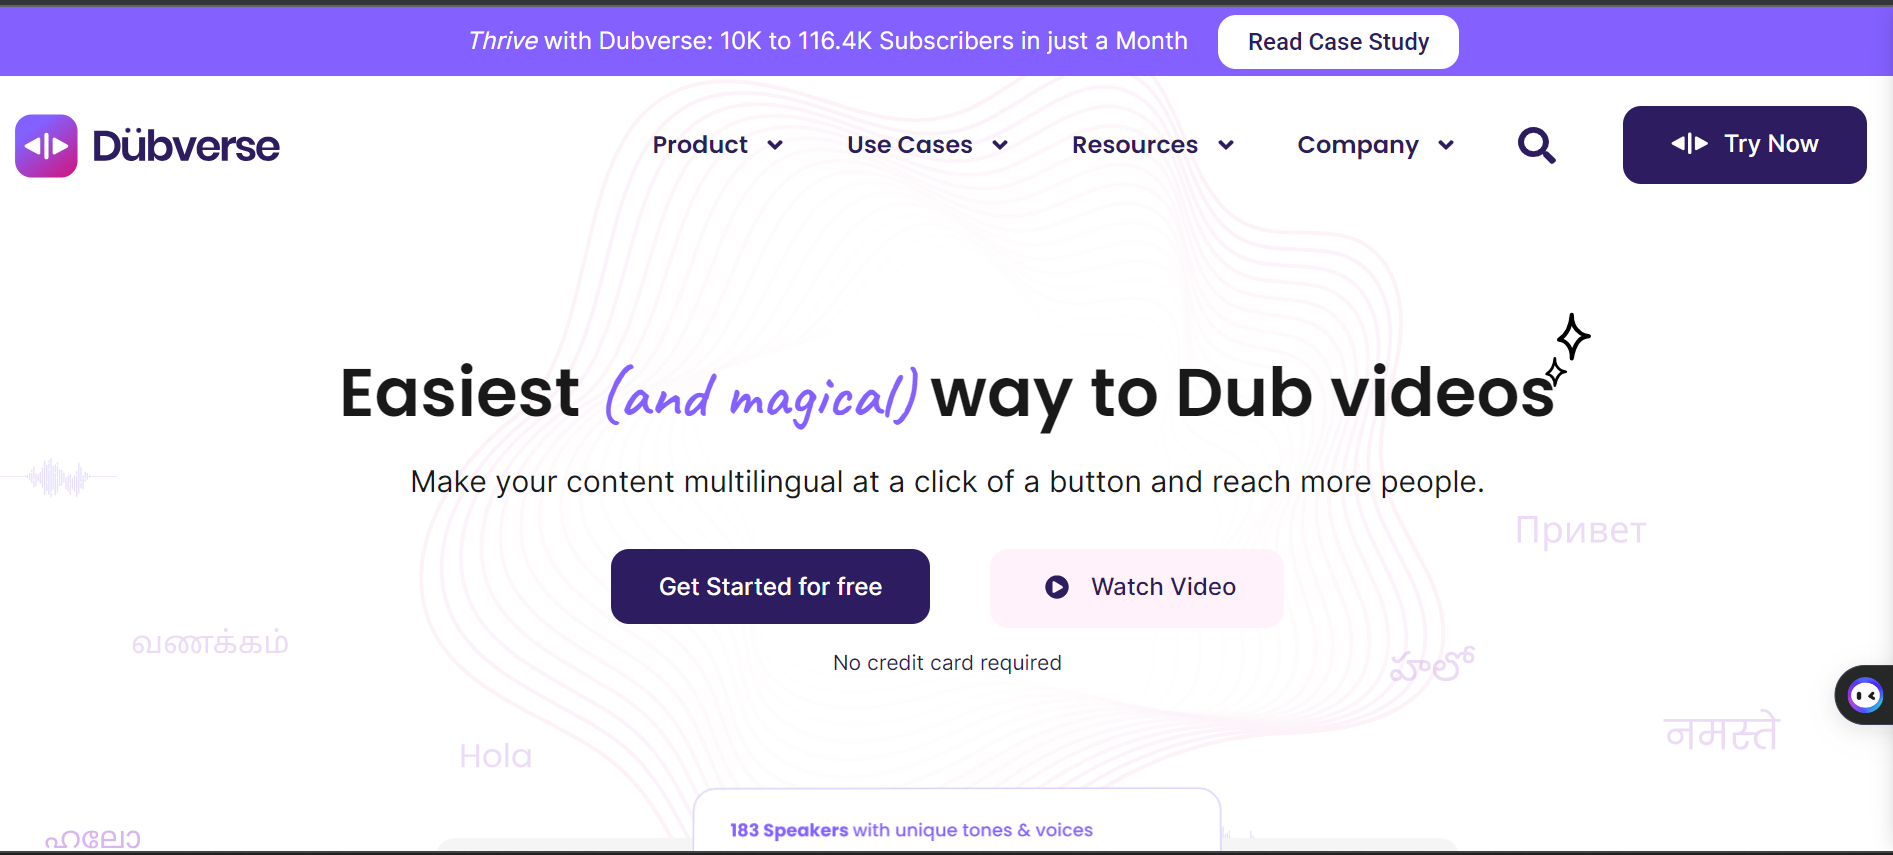 Thrive with Dubverse: 10K to 116.4K Subscribers in just a Month
Read Case Study
Dübverse
Product
Use Cases
Resources
Company
Try Now
Easiest (and magical) way to Dub videos
Make your content multilingual at a click of a button and reach more people.
Привет
Get Started for free
Watch Video
வணக்கம்
No credit card required
హలో
नमस्ते
Hola
183 Speakers with unique tones & voices
ഹലോ